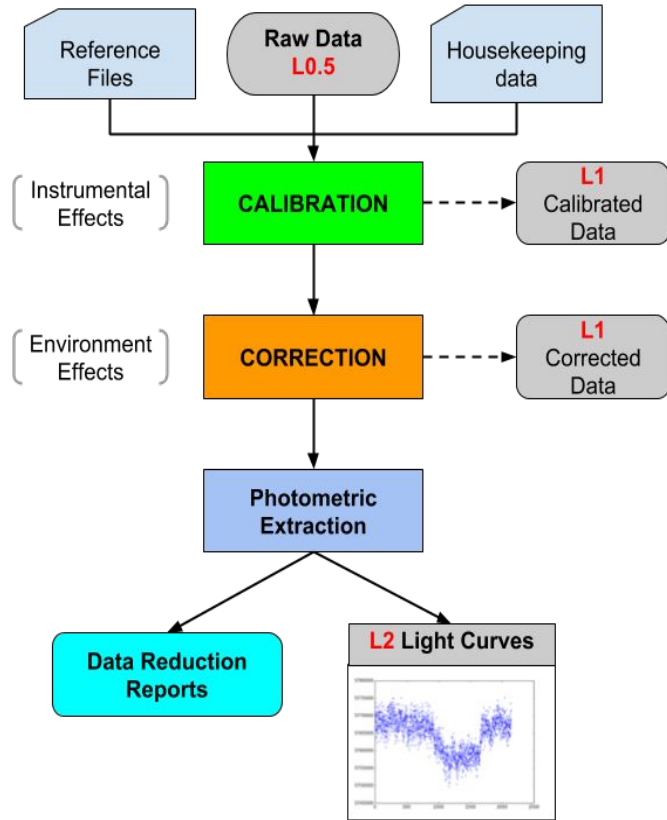 Reference
Files
Raw Data
L0.5
Housekeeping
data
Instrumental
Effects
CALIBRATION
L1
Calibrated
Data
Environment
Effects
CORRECTION
L1
Corrected
Data
Photometric
Extraction
Data Reduction
Reports
L2 Light Curves